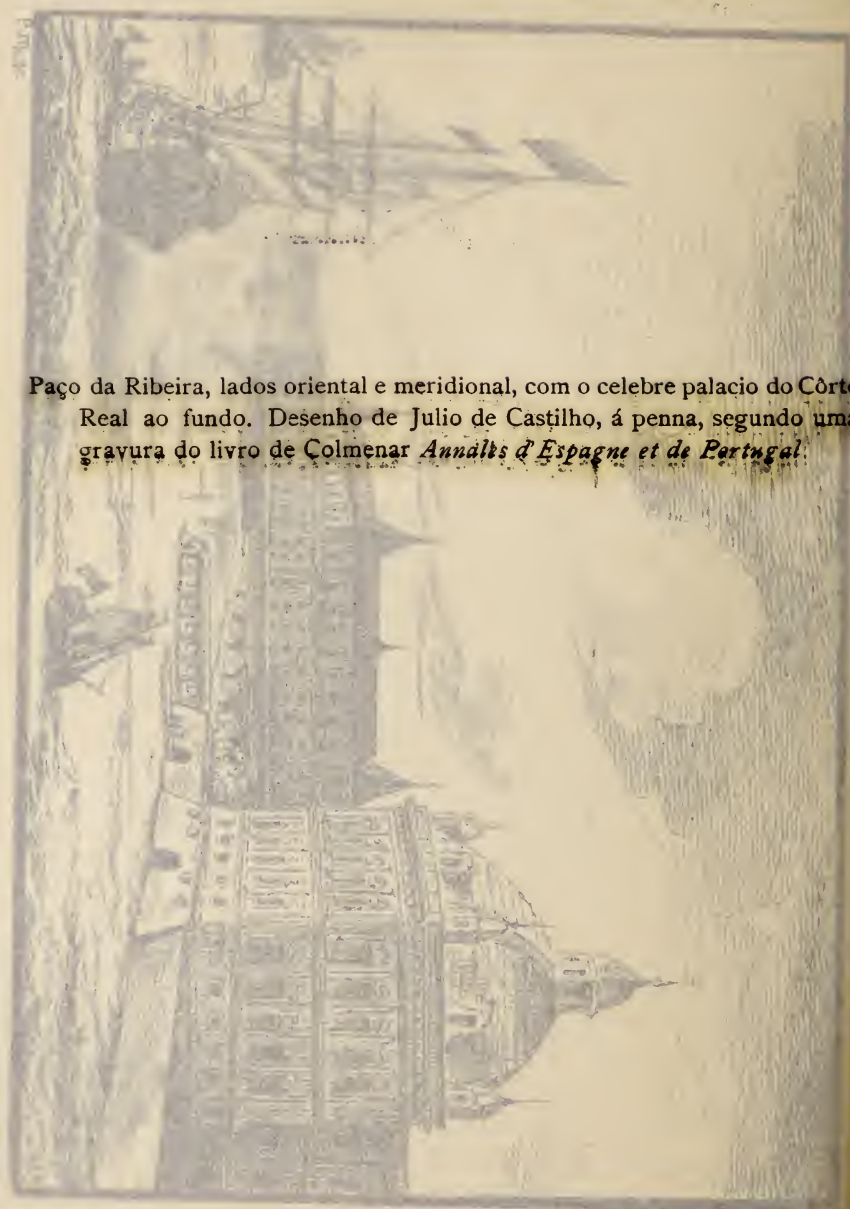 Paço da Ribeira, lados oriental e meridional, com o celebre palacio do Côrte
Real ao fundo. Desenho de Julio de Castilho, á penna, segundo uma
gravura do livro de Colmenar Annales d'Espagne et de Portugal.